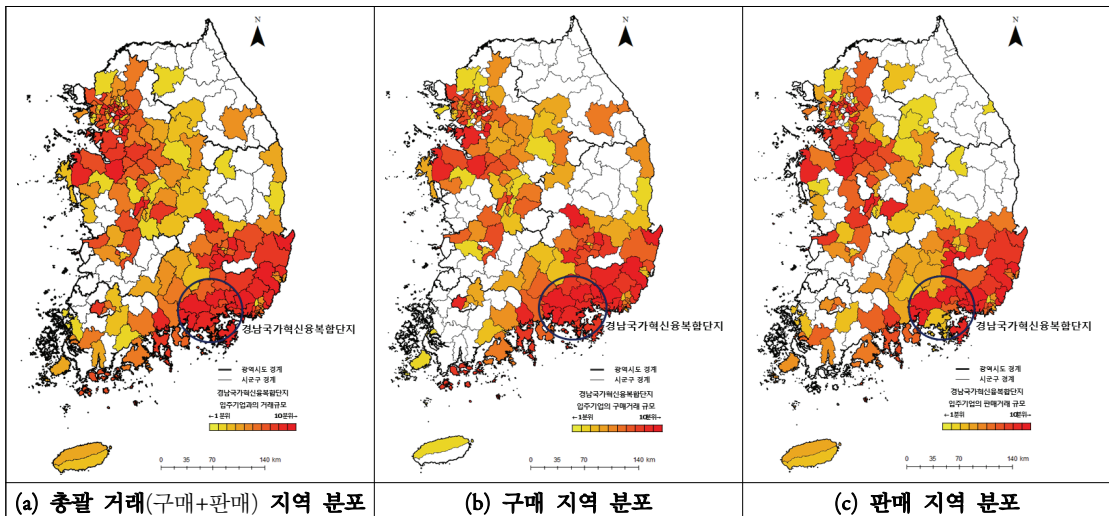 N
경남국가혁신융복합단지
광역시도 경계
시군구 경계
경남국가혁신융복합단지
입주기업과의 거래규모
←1분위 10분위→
0 35 70 140 km
(a) 총괄 거래(구매+판매) 지역 분포
N
경남국가혁신융복합단지
광역시도 경계
시군구 경계
경남국가혁신융복합단지
입주기업의 구매거래 규모
←1분위 10분위→
0 35 70 140 km
(b) 구매 지역 분포
N
경남국가혁신융복합단지
광역시도 경계
시군구 경계
경남국가혁신융복합단지
입주기업의 판매거래 규모
←1분위 10분위→
0 35 70 140 km
(c) 판매 지역 분포